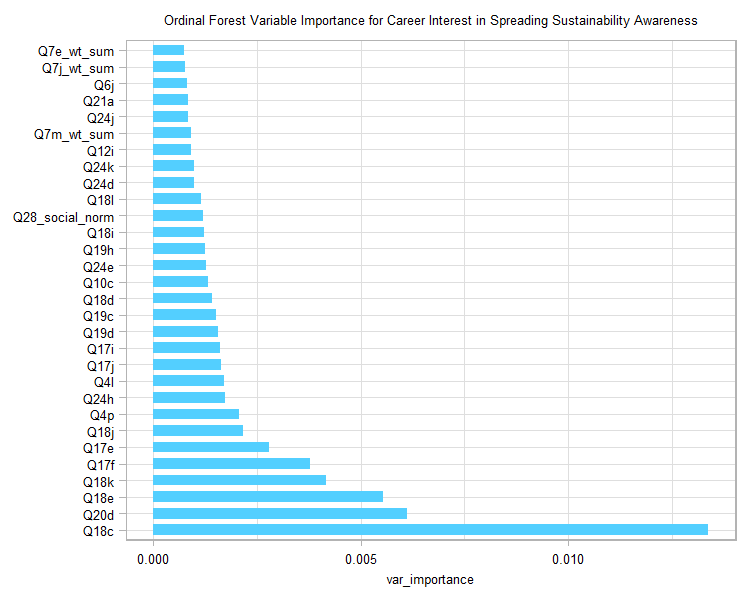 Ordinal Forest Variable Importance for Career Interest in Spreading Sustainability Awareness
Q7e_wt_sum
Q7j_wt_sum
Q6j
Q21a
Q24j
Q7m_wt_sum
Q12i
Q24k
Q24d
Q18l
Q28_social_norm
Q18i
Q19h
Q24e
Q10c
Q18d
Q19c
Q19d
Q17i
Q17j
Q4l
Q24h
Q4p
Q18j
Q17e
Q17f
Q18k
Q18e
Q20d
Q18c
0.000 0.005 0.010
var_importance